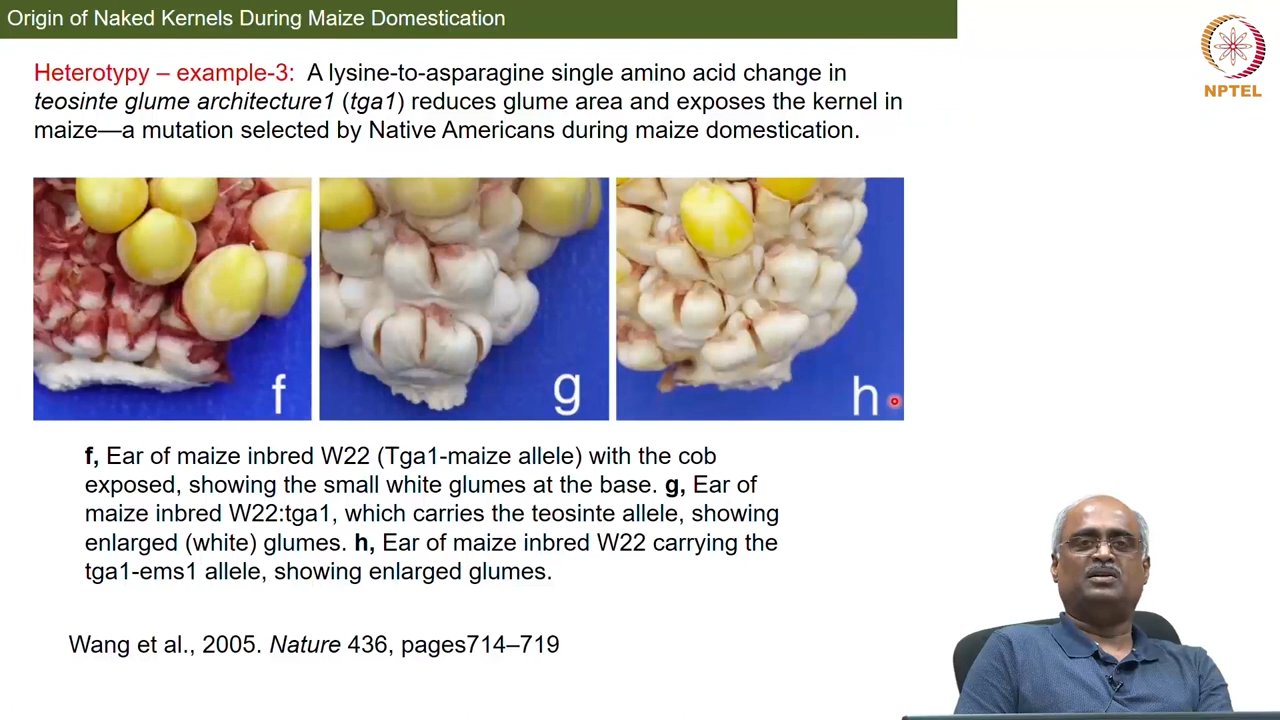 Origin of Naked Kernels During Maize Domestication
NPTEL
Heterotypy – example-3: A lysine-to-asparagine single amino acid change in
teosinte glume architecture1 (tga1) reduces glume area and exposes the kernel in
maize—a mutation selected by Native Americans during maize domestication.
f
g
h
f, Ear of maize inbred W22 (Tga1-maize allele) with the cob
exposed, showing the small white glumes at the base. g, Ear of
maize inbred W22:tga1, which carries the teosinte allele, showing
enlarged (white) glumes. h, Ear of maize inbred W22 carrying the
tga1-ems1 allele, showing enlarged glumes.
Wang et al., 2005. Nature 436, pages714–719